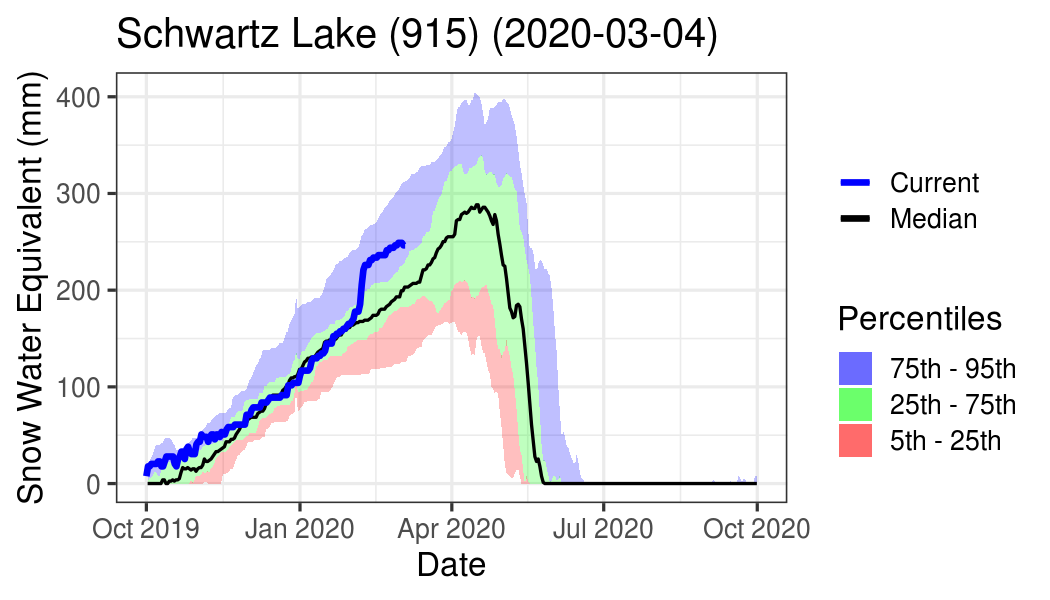 Schwartz Lake (915) (2020-03-04)
Snow Water Equivalent (mm)
400
300
200
100
0
Oct 2019 Jan 2020 Apr 2020 Jul 2020 Oct 2020
Date
Current
Median
Percentiles
75th - 95th
25th - 75th
5th - 25th